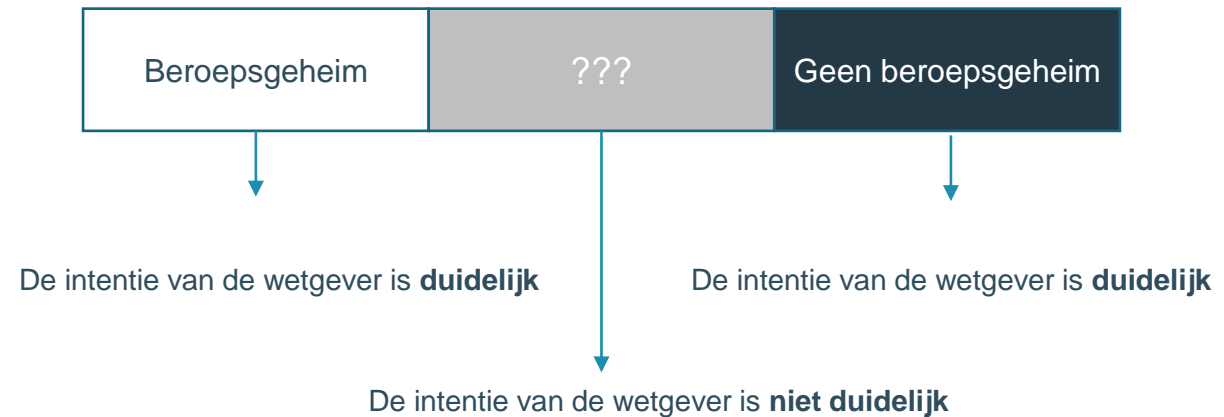 Beroepsgeheim
???
Geen beroepsgeheim
De intentie van de wetgever is duidelijk
De intentie van de wetgever is duidelijk
De intentie van de wetgever is niet duidelijk